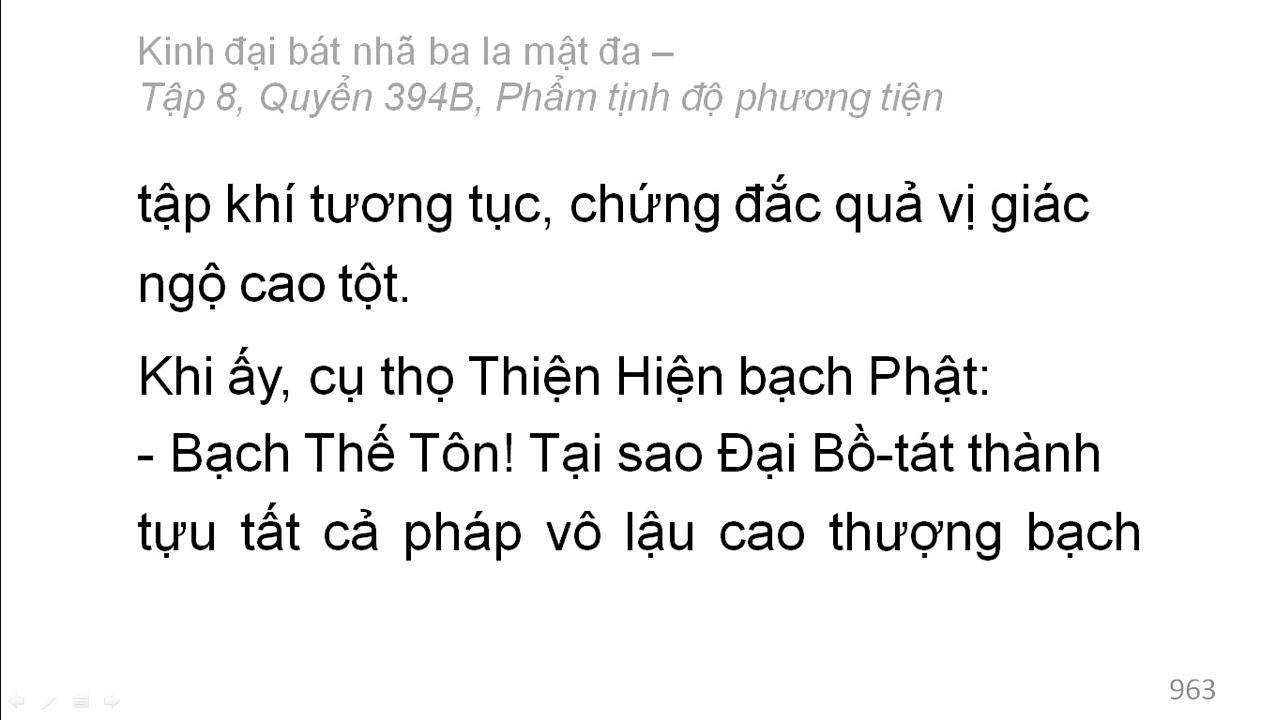 Kinh đại bát nhã ba la mật đa –
Tập 8, Quyển 394B, Phẩm tịnh độ phương tiện
tập khí tương tục, chứng đắc quả vị giác
ngộ cao tột.
Khi ấy, cụ thọ Thiện Hiện bạch Phật:
- Bạch Thế Tôn! Tại sao Đại Bồ-tát thành
tựu tất cả pháp vô lậu cao thượng bạch
963